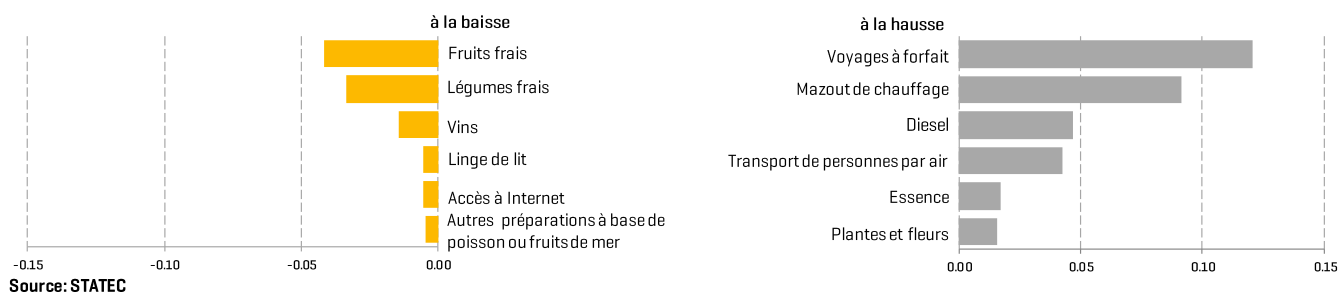 à la baisse
Fruits frais
Légumes frais
Vins
Linge de lit
Accès à Internet
Autres préparations à base de
poisson ou fruits de mer
-0.15 -0.10 -0.05 0.00
Source: STATEC
à la hausse
Voyages à forfait
Mazout de chauffage
Diesel
Transport de personnes par air
Essence
Plantes et fleurs
0.00 0.05 0.10 0.15